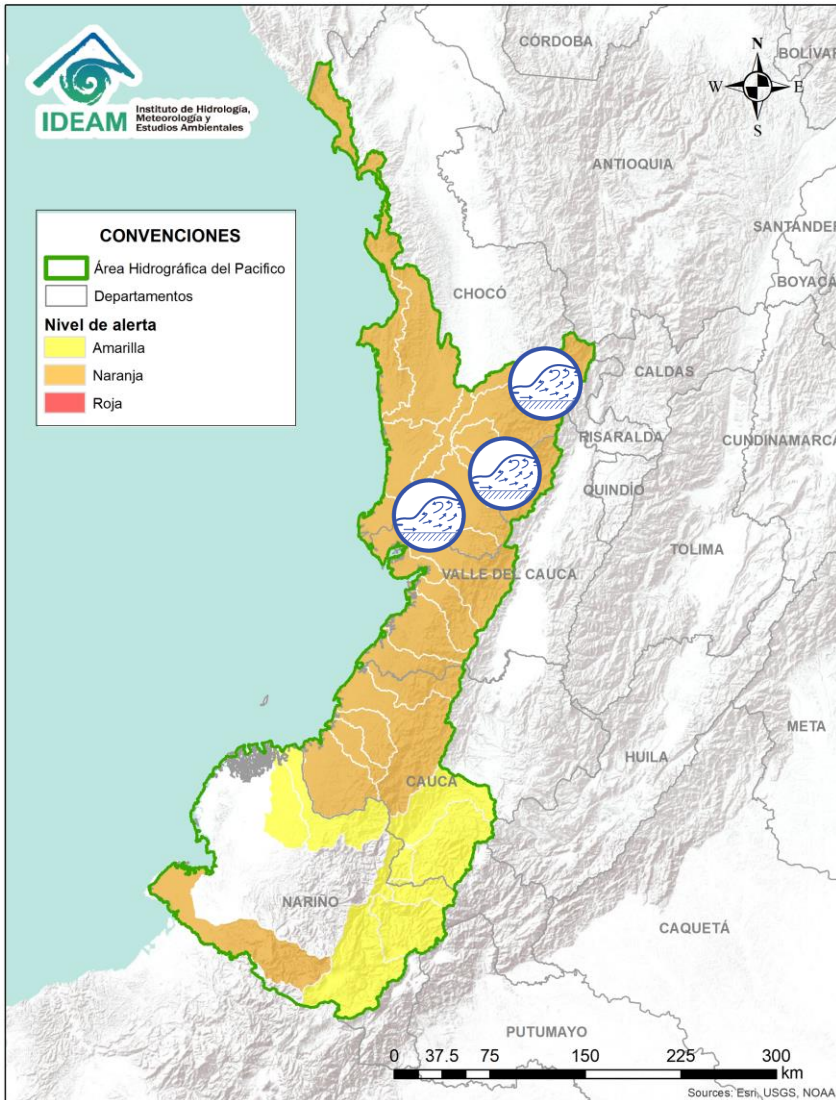 IDEAM
Instituto de Hidrología,
Meteorología y
Estudios Ambientales
CÓRDOBA
BOLÍVAR
N
W
E
S
ANTIOQUIA
SANTANDER
BOYACÁ
CONVENCIONES
Área Hidrográfica del Pacifico
Departamentos
Nivel de alerta
Amarilla
Naranja
Roja
CHOCÓ
CALDAS
RISARALDA
CUNDINAMARCA
QUINDÍO
TOLIMA
VALLE DEL CAUCA
META
HUILA
CAUCA
NARIÑO
CAQUETÁ
PUTUMAYO
0 37.5 75 150 225 300
km
Sources: Esri, USGS, NOAA